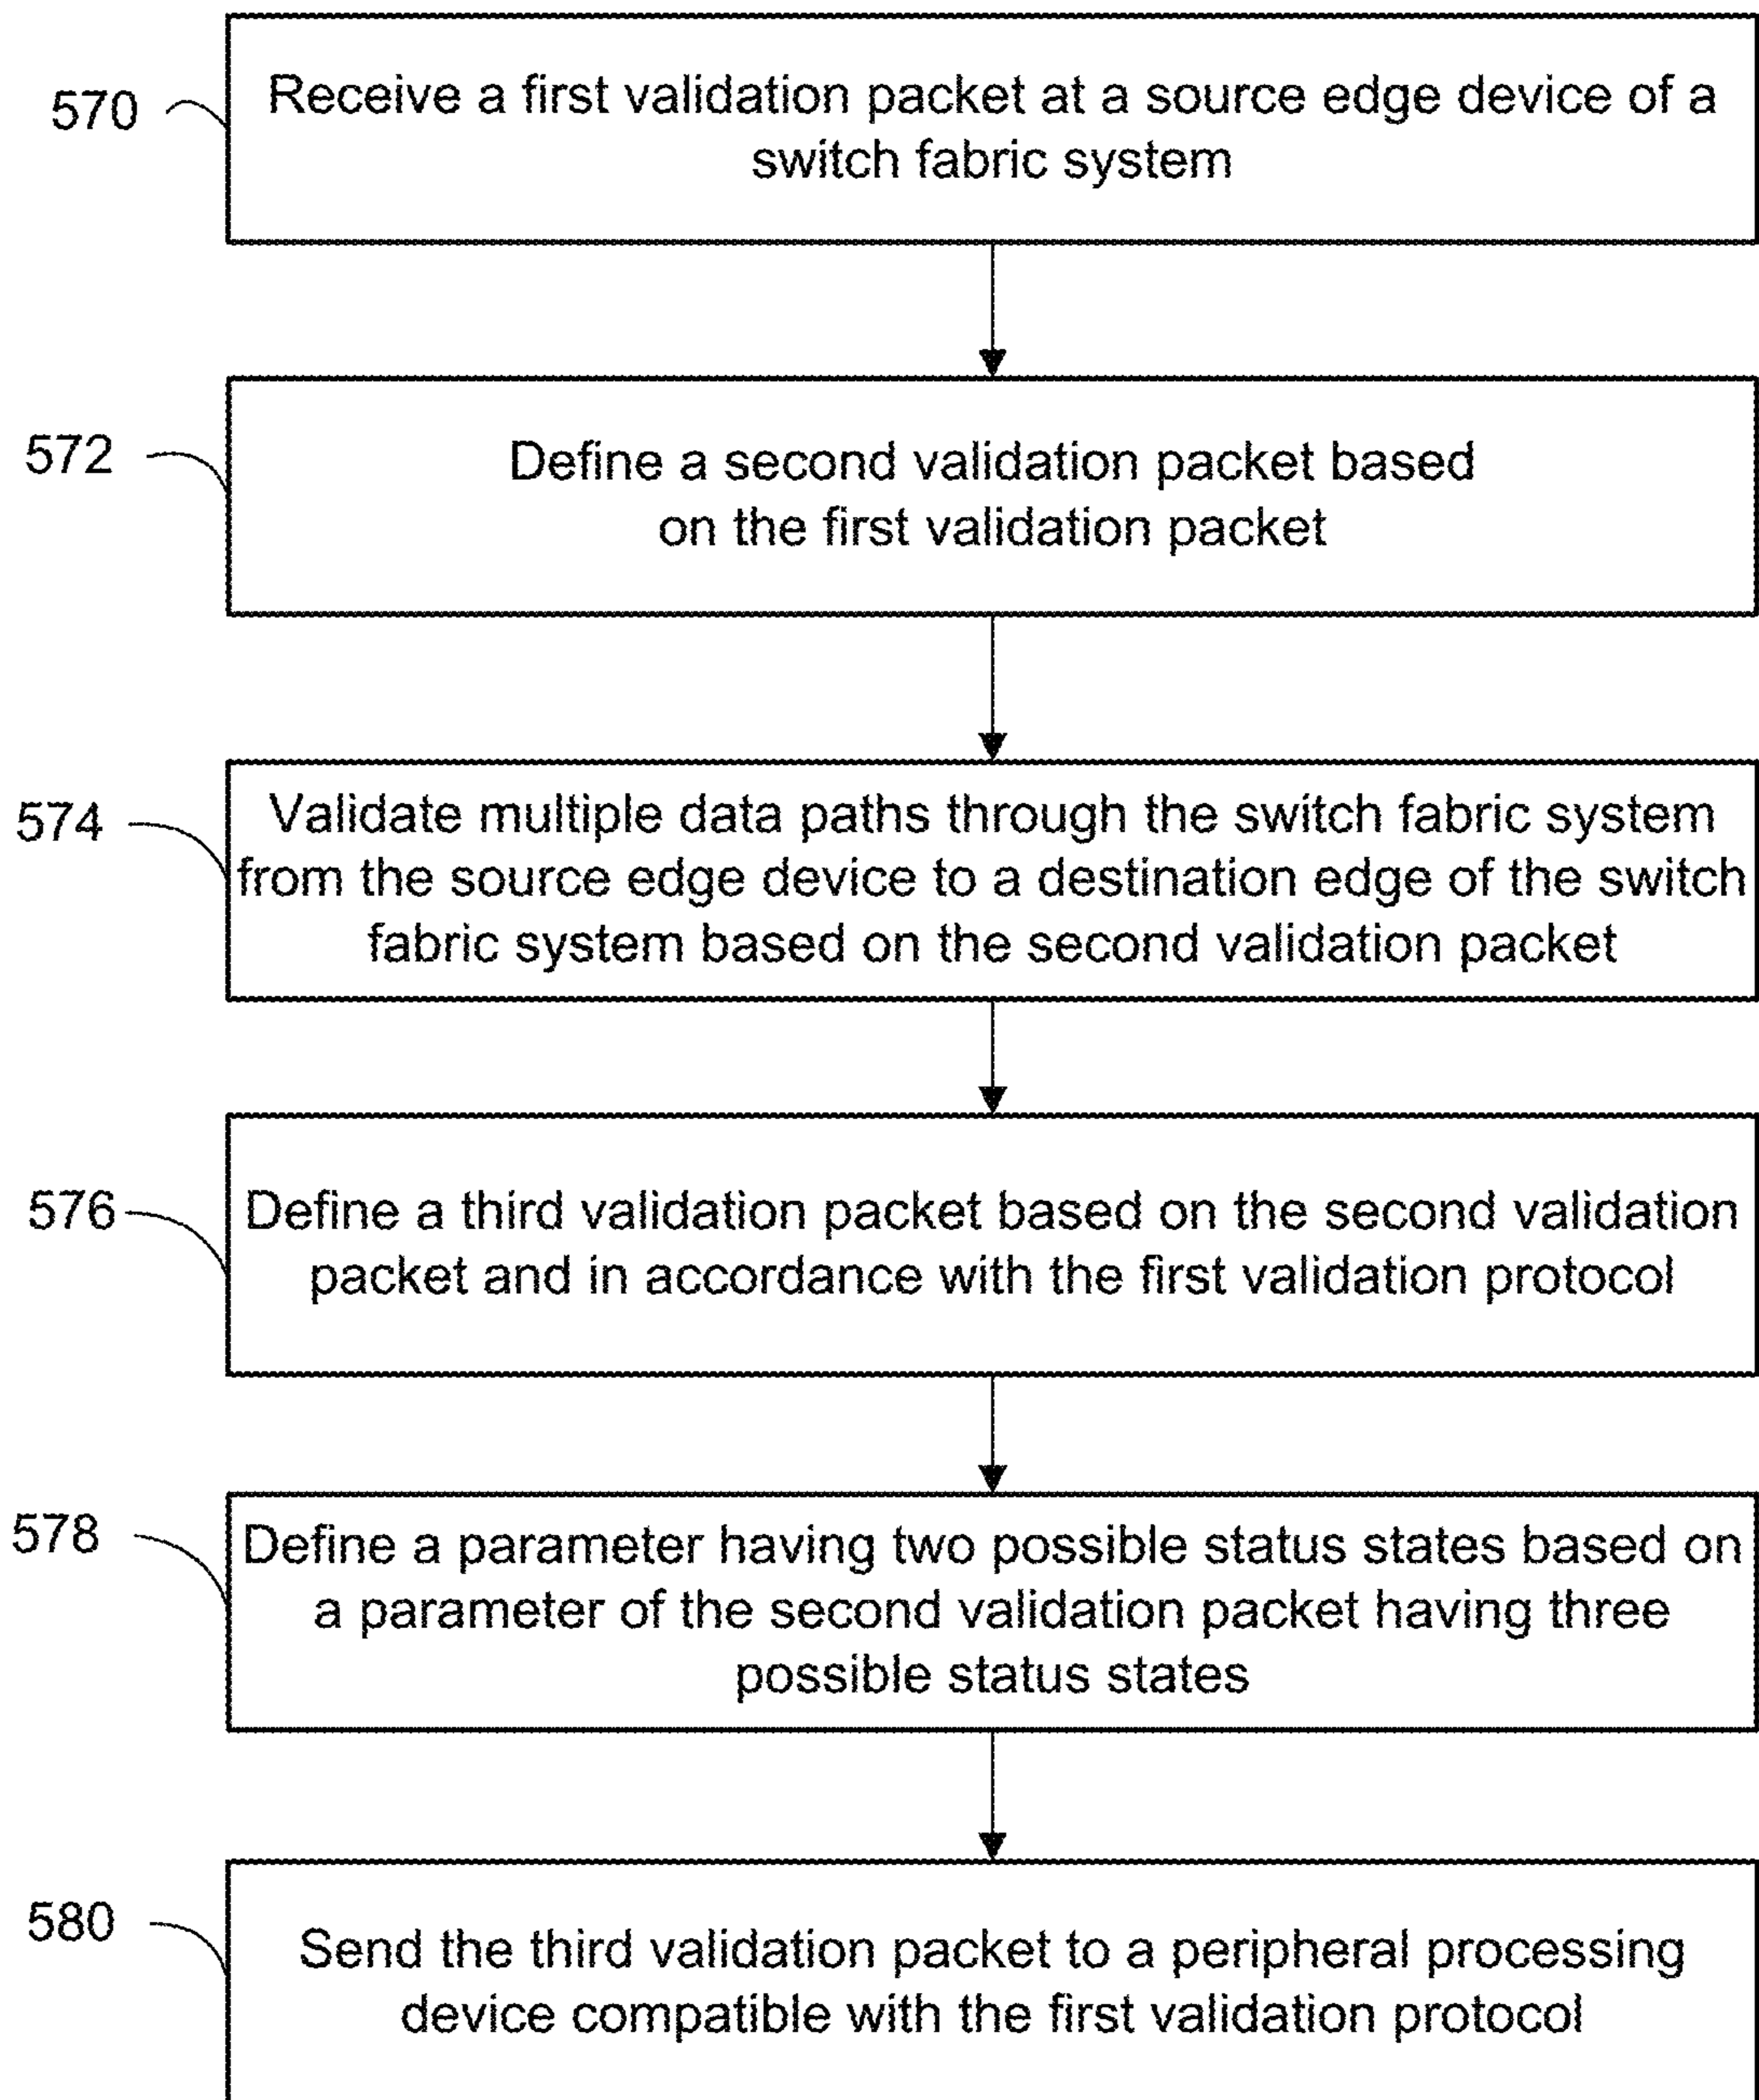 570
Receive a first validation packet at a source edge device of a
switch fabric system
572
Define a second validation packet based
on the first validation packet
574
Validate multiple data paths through the switch fabric system
from the source edge device to a destination edge of the switch
fabric system based on the second validation packet
576
Define a third validation packet based on the second validation
packet and in accordance with the first validation protocol
578
Define a parameter having two possible status states based on
a parameter of the second validation packet having three
possible status states
580
Send the third validation packet to a peripheral processing
device compatible with the first validation protocol